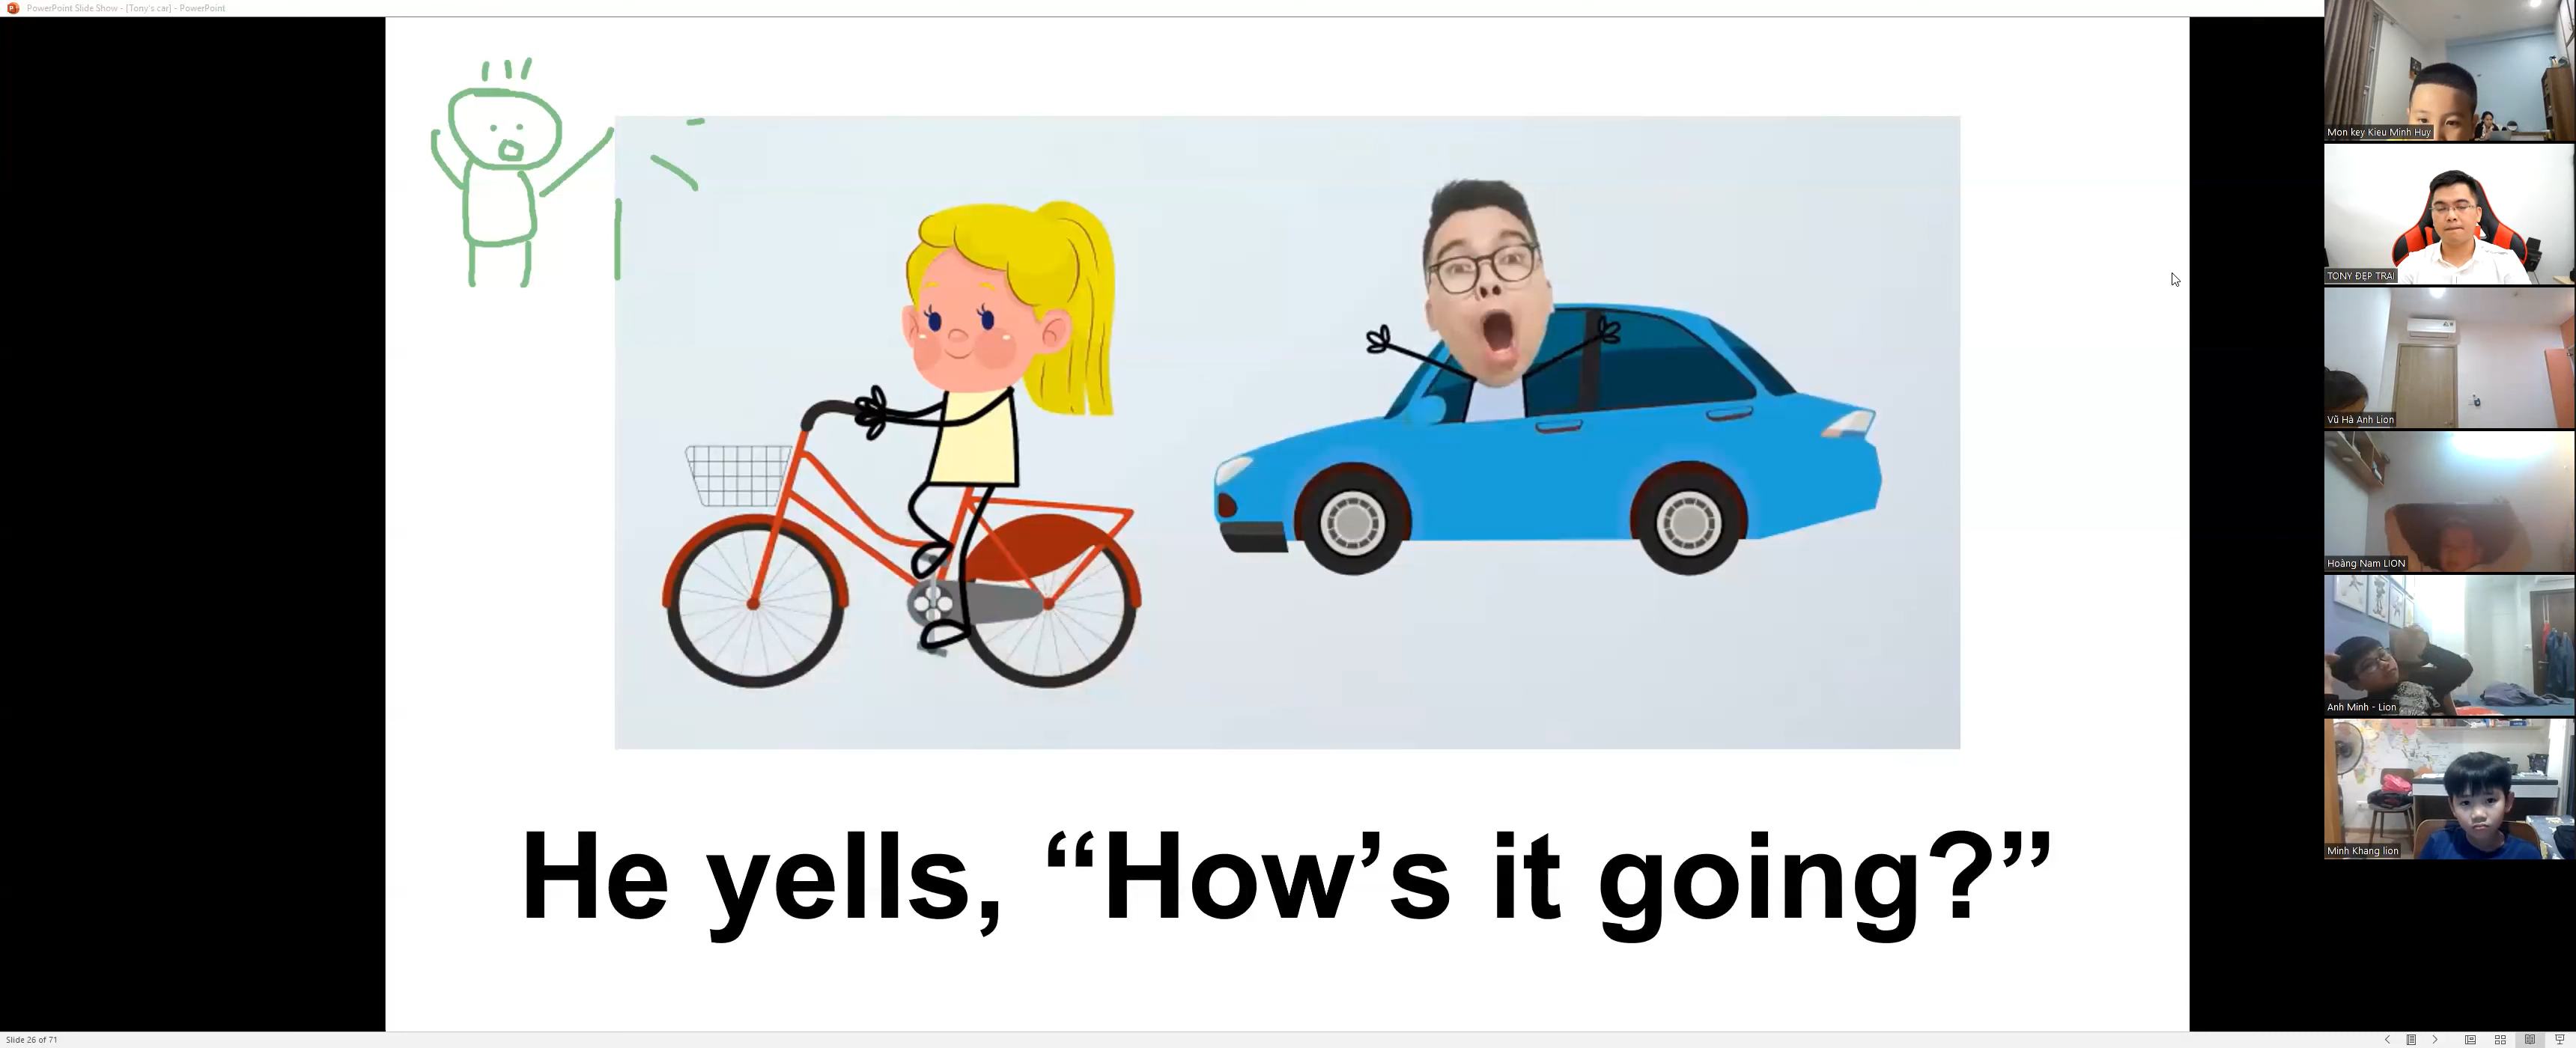 PowerPoint Slide Show - [Tony's car] - PowerPoint
He yells, “How’s it going?”
Mon key Kieu Minh Huy
TONY ĐẸP TRAI
Vũ Hà Anh Lion
Hoàng Nam LION
Anh Minh - Lion
Minh Khang lion
Slide 26 of 71